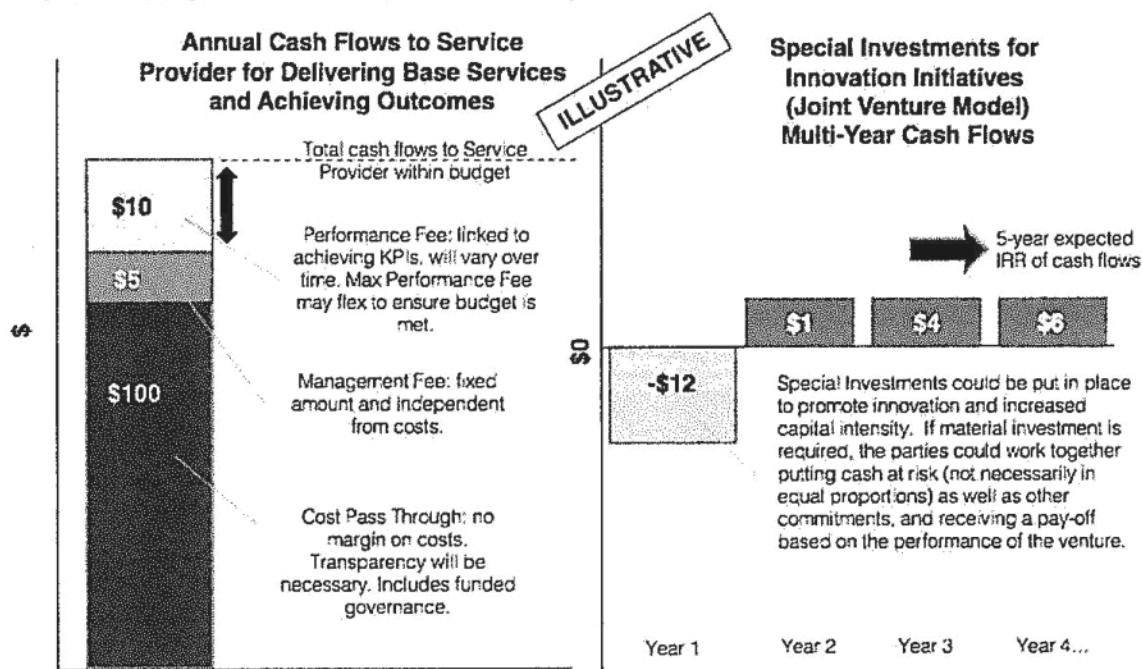 Annual Cash Flows to Service
Provider for Delivering Base Services
and Achieving Outcomes
Total cash flows to Service
Provider within budget
$10
Performance Fee: linked to
achieving KPIs, will vary over
time. Max Performance Fee
may flex to ensure budget is
met.
$5
$
Management Fee: fixed
amount and independent
from costs.
$100
Cost Pass Through: no
margin on costs.
Transparency will be
necessary. Includes funded
governance.
ILLUSTRATIVE
Special Investments for
Innovation Initiatives
(Joint Venture Model)
Multi-Year Cash Flows
5-year expected
IRR of cash flows
$0
-$12
$1
$4
$6
Special Investments could be put in place
to promote innovation and increased
capital intensity. If material investment is
required, the parties could work together
putting cash at risk (not necessarily in
equal proportions) as well as other
commitments, and receiving a pay-off
based on the performance of the venture.
Year 1
Year 2
Year 3
Year 4...